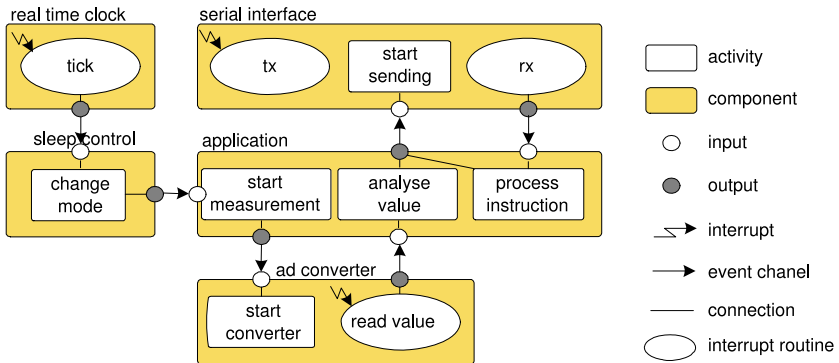 real time clock
serial interface
tick
tx
start
sending
rx
activity
component
sleep control
application
input
change
mode
start
measurement
analyse
value
process
instruction
output
interrupt
ad converter
event chanel
start
converter
read value
connection
interrupt routine